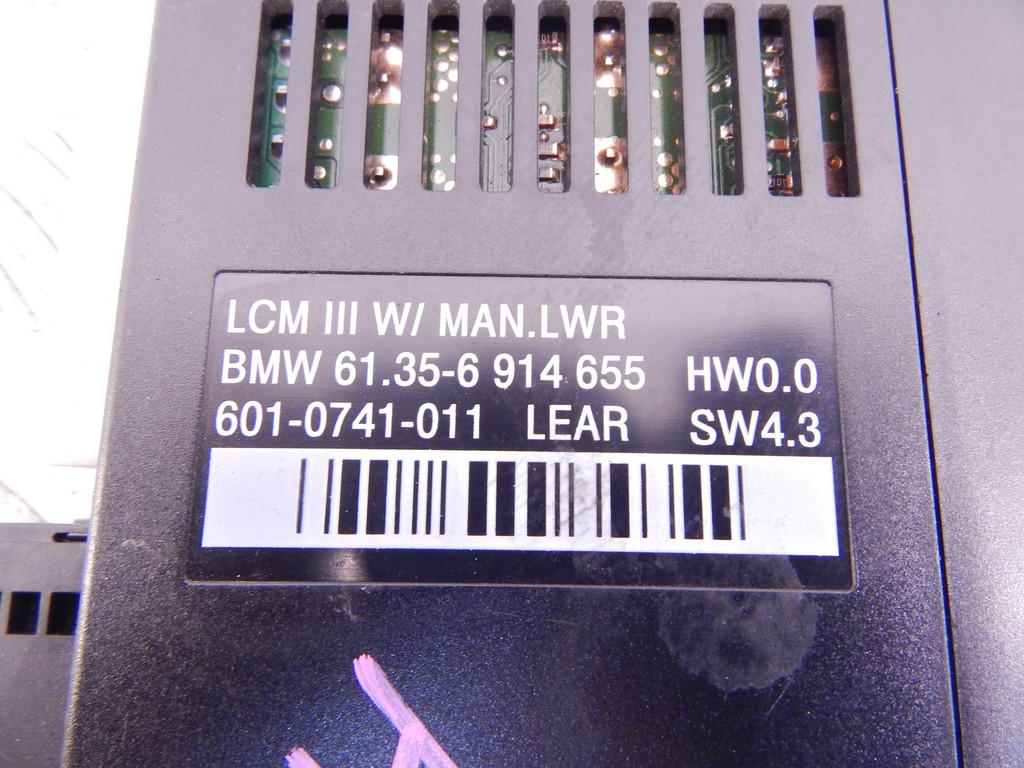 LCM III W/ MAN.LWR
BMW 61.35-6 914 655 HW0.0
601-0741-011 LEAR SW4.3